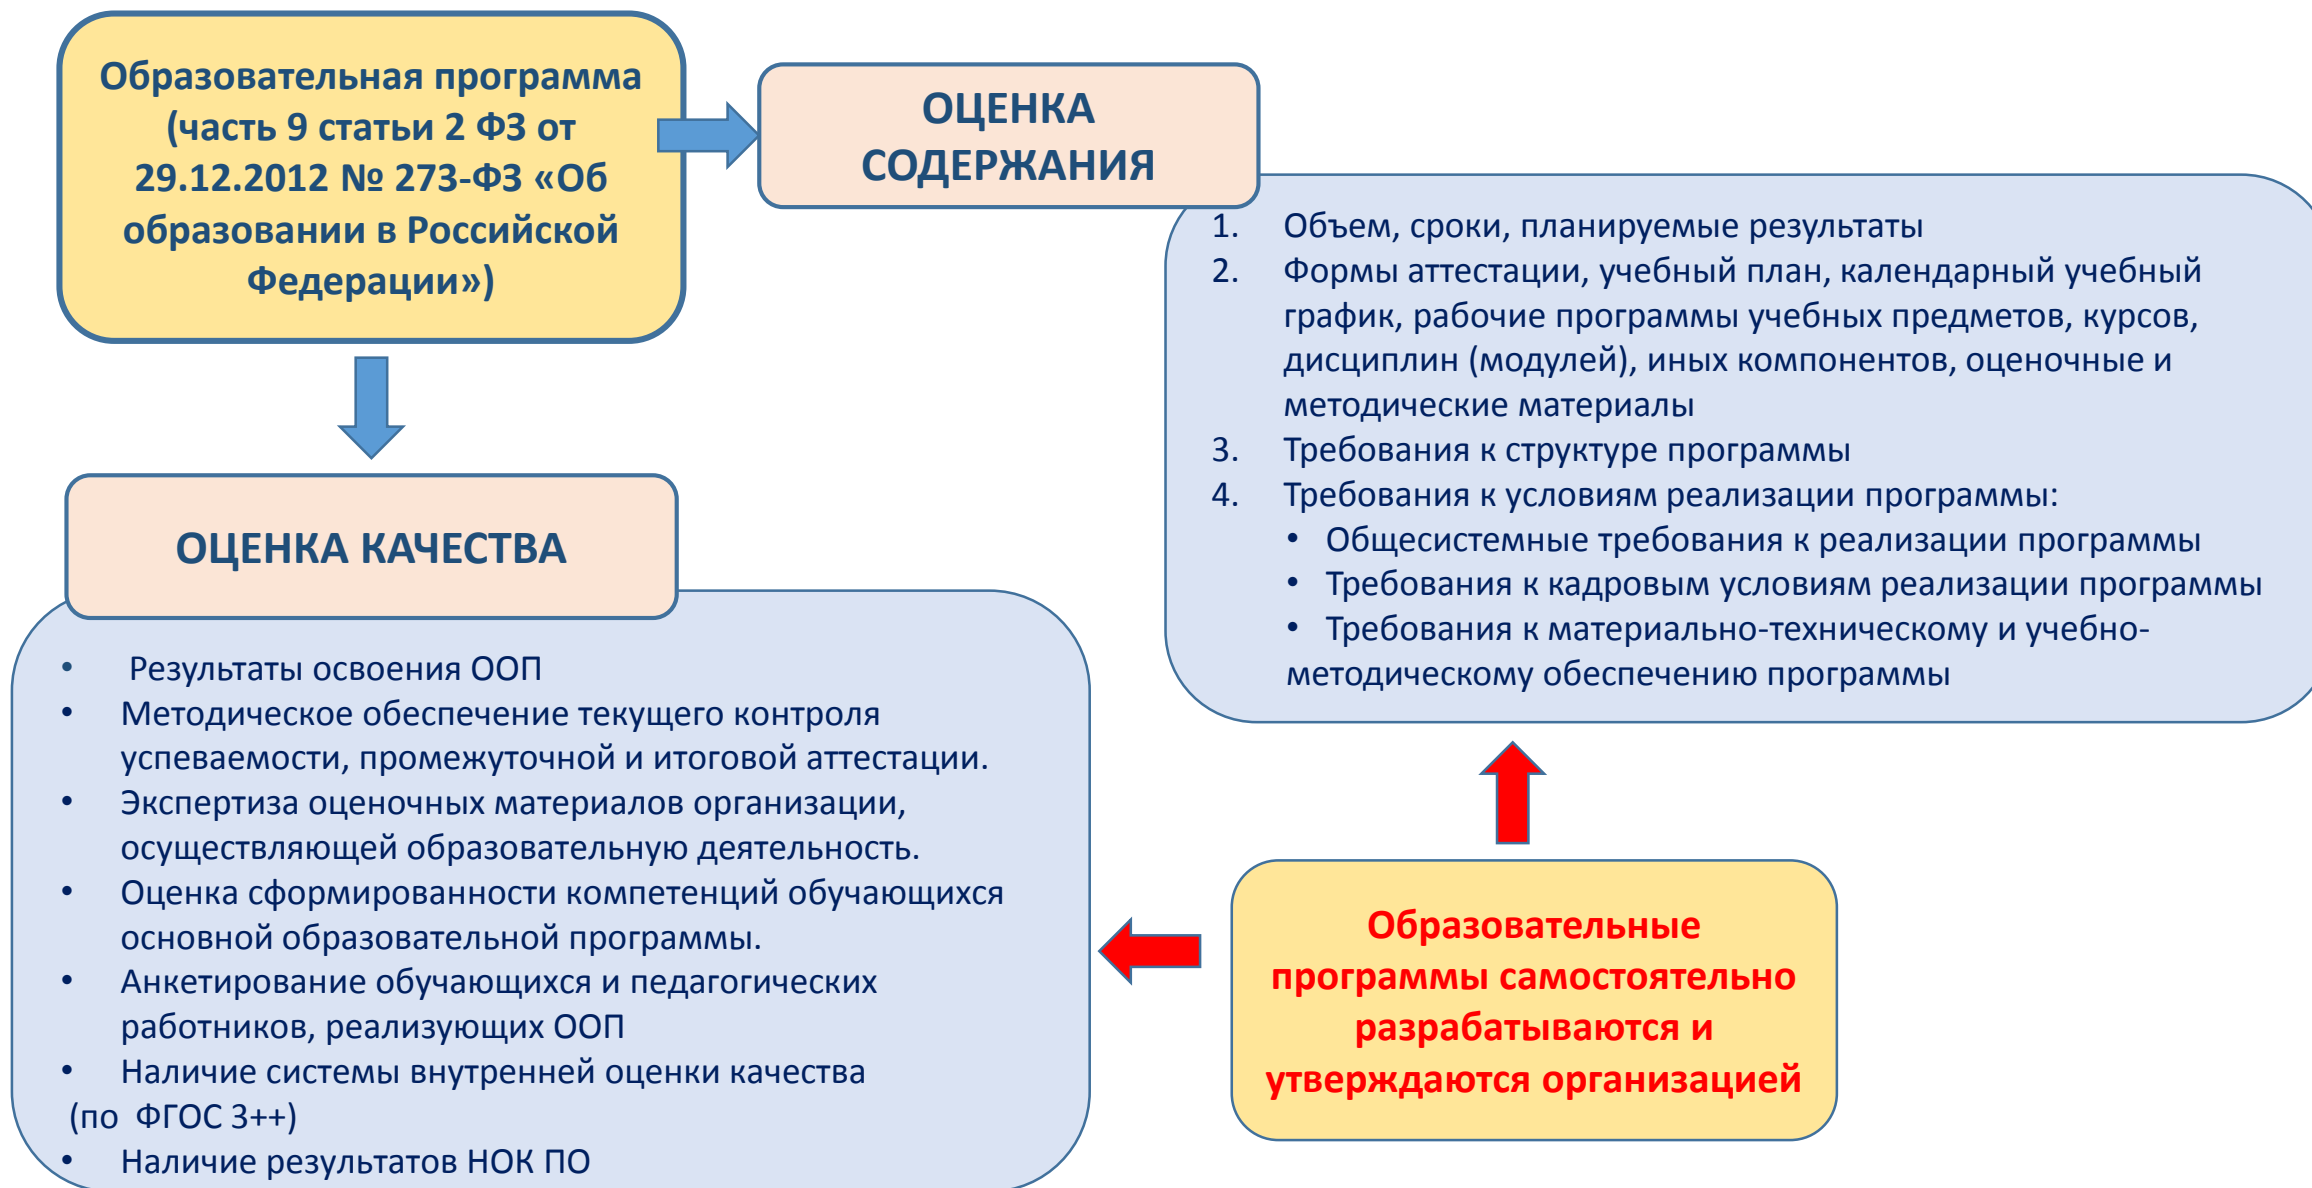 Образовательная программа
(часть 9 статьи 2 ФЗ от
29.12.2012 № 273-ФЗ «Об
образовании в Российской
Федерации»)
ОЦЕНКА
СОДЕРЖАНИЯ
1. Объем, сроки, планируемые результаты
2. Формы аттестации, учебный план, календарный учебный
график, рабочие программы учебных предметов, курсов,
дисциплин (модулей), иных компонентов, оценочные и
методические материалы
3. Требования к структуре программы
4. Требования к условиям реализации программы:
• Общесистемные требования к реализации программы
• Требования к кадровым условиям реализации программы
• Требования к материально-техническому и учебно-
методическому обеспечению программы
ОЦЕНКА КАЧЕСТВА
• Результаты освоения ООП
• Методическое обеспечение текущего контроля
успеваемости, промежуточной и итоговой аттестации.
• Экспертиза оценочных материалов организации,
осуществляющей образовательную деятельность.
• Оценка сформированности компетенций обучающихся
основной образовательной программы.
• Анкетирование обучающихся и педагогических
работников, реализующих ООП
• Наличие системы внутренней оценки качества
(по ФГОС 3++)
• Наличие результатов НОК ПО
Образовательные
программы самостоятельно
разрабатываются и
утверждаются организацией